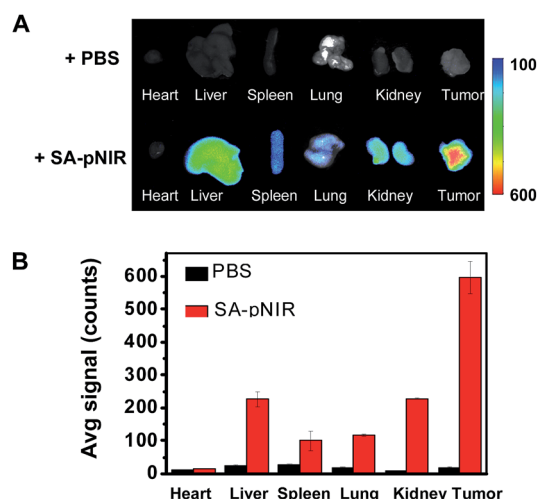 A
+ PBS
Heart Liver Spleen Lung Kidney Tumor
100
+ SA-pNIR
Heart Liver Spleen Lung Kidney Tumor
600
B
Avg signal (counts)
600
500
400
300
200
100
0
PBS
SA-pNIR
Heart Liver Spleen Lung Kidney Tumor